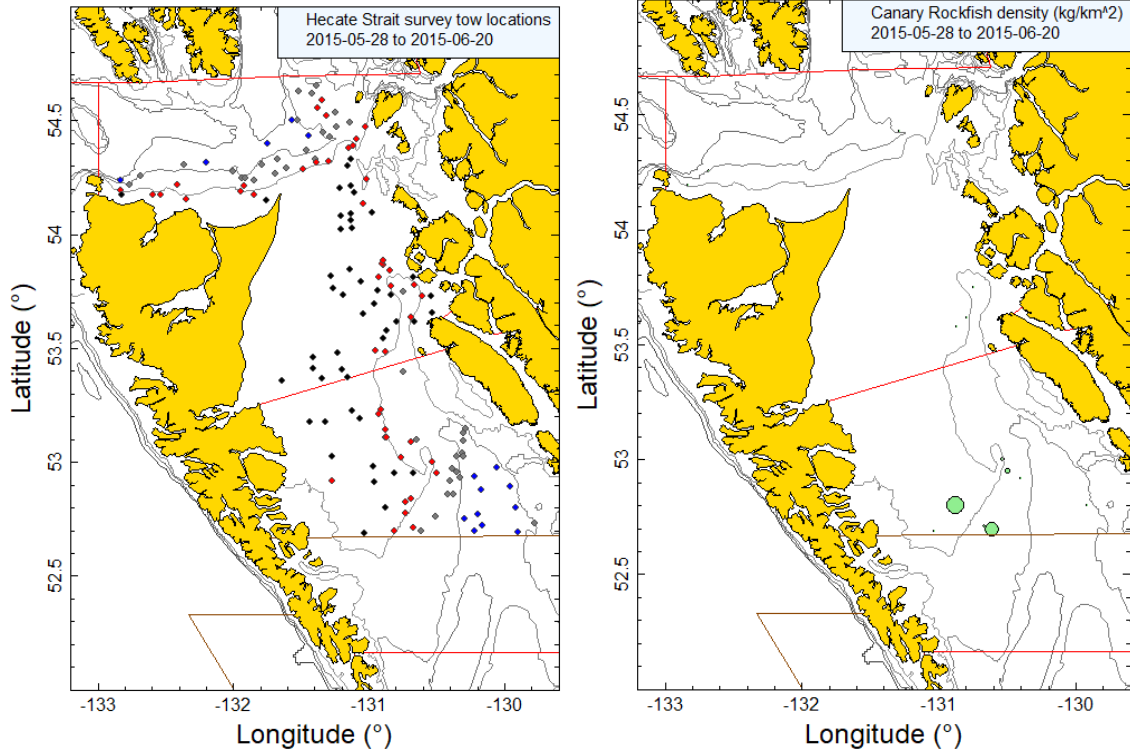 Hecate Strait survey tow locations
2015-05-28 to 2015-06-20
54.5
54
53.5
53
52.5
Latitude (°)
-133
-132
-131
-130
Longitude (°)
Canary Rockfish density (kg/km^2)
2015-05-28 to 2015-06-20
54.5
54
53.5
53
52.5
Latitude (°)
-133
-132
-131
-130
Longitude (°)